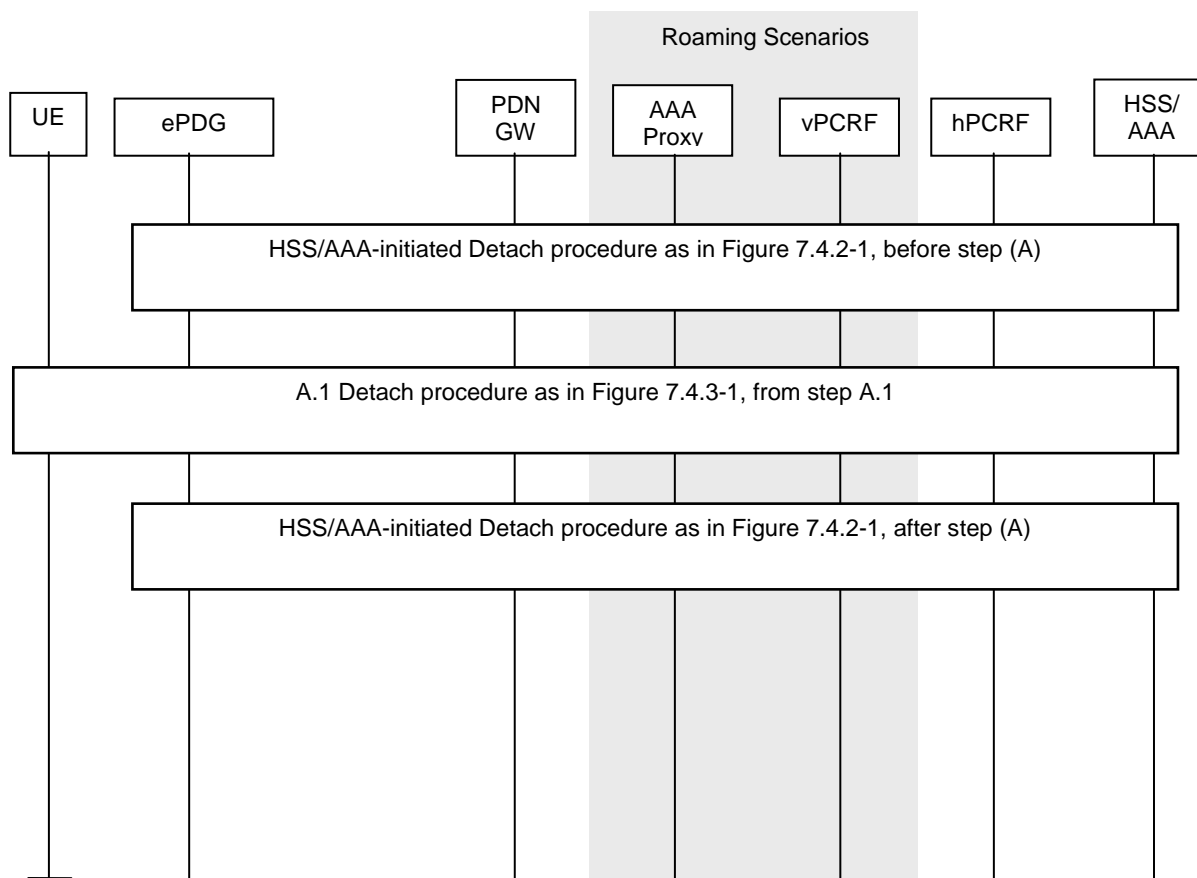 Roaming Scenarios
UE
ePDG
PDN
GW
AAA
Proxy
vPCRF
hPCRF
HSS/
AAA
HSS/AAA-initiated Detach procedure as in Figure 7.4.2-1, before step (A)
A.1 Detach procedure as in Figure 7.4.3-1, from step A.1
HSS/AAA-initiated Detach procedure as in Figure 7.4.2-1, after step (A)